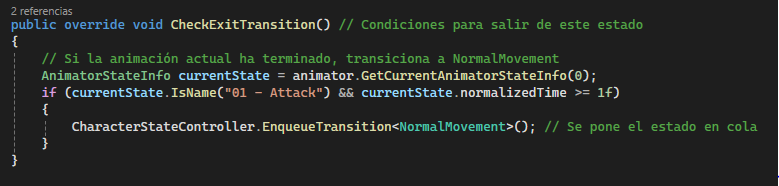 2 referencias
public override void CheckExitTransition() // Condiciones para salir de este estado
{
// Si la animación actual ha terminado, transiciona a NormalMovement
AnimatorStateInfo currentState = animator.GetCurrentAnimatorStateInfo(0);
if (currentState.IsName("01 - Attack") && currentState.normalizedTime >= 1f)
{
CharacterStateController.EnqueueTransition<NormalMovement>(); // Se pone el estado en cola
}
}